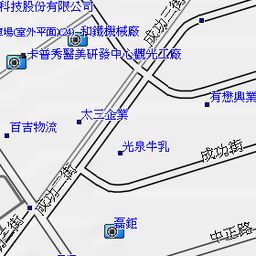 科技股份有限公司
車場(室外平面)(24)
和鐵機械廠
卡普秀醫美研發中心觀光工廠
成功三街
有懋興業
太三企業
百吉物流
光泉牛乳
成功街
成功一街
磊鉅
中正路